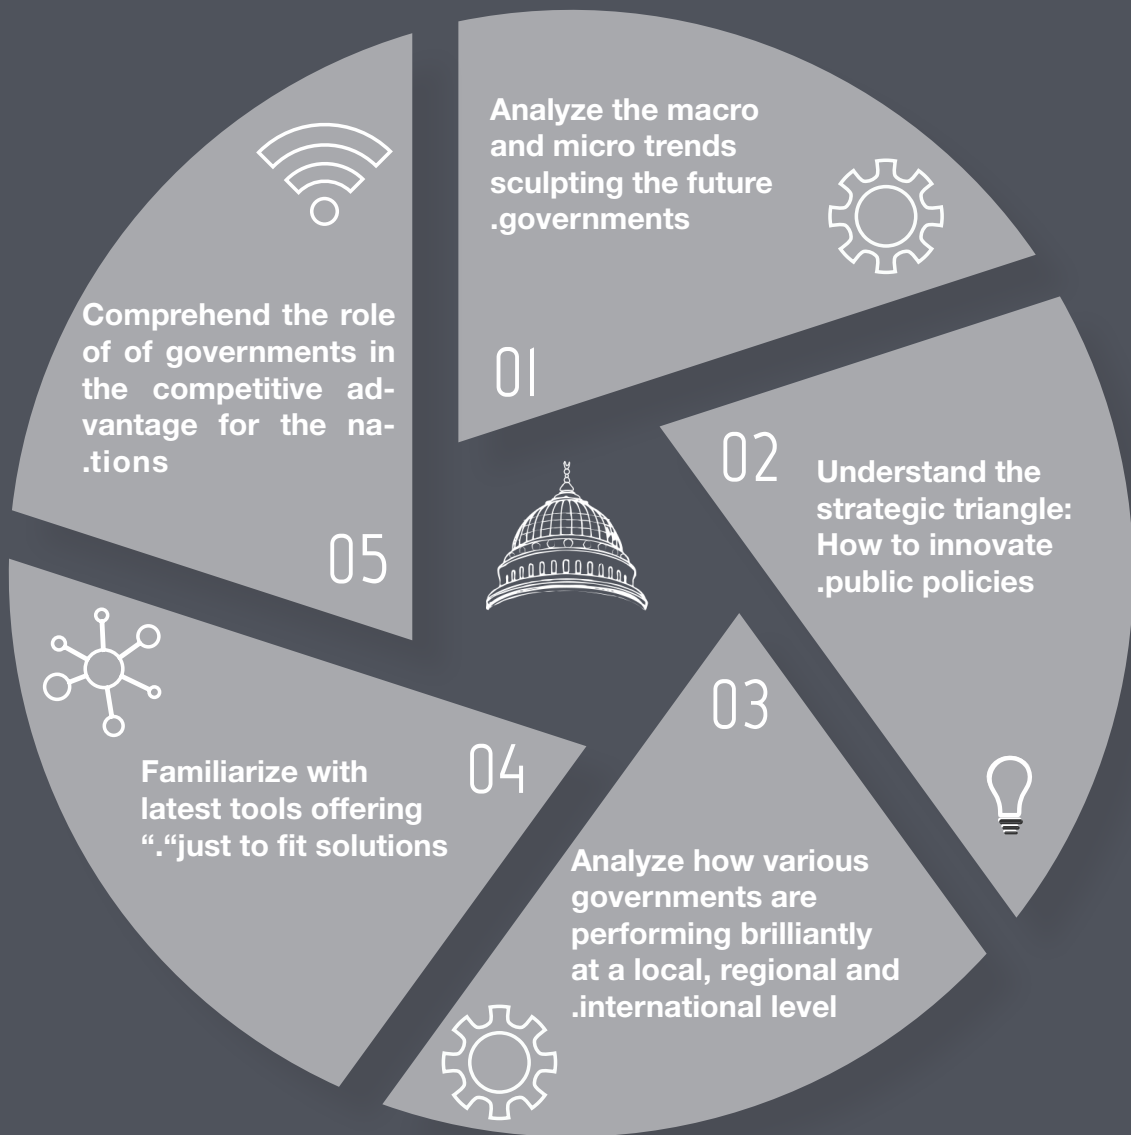 Analyze the macro
and micro trends
sculpting the future
.governments
01
02
Understand the
strategic triangle:
How to innovate
.public policies
03
Analyze how various
governments are
performing brilliantly
at a local, regional and
.international level
04
Familiarize with
latest tools offering
“.“just to fit solutions
Comprehend the role
of of governments in
the competitive ad-
vantage for the na-
.tions
05